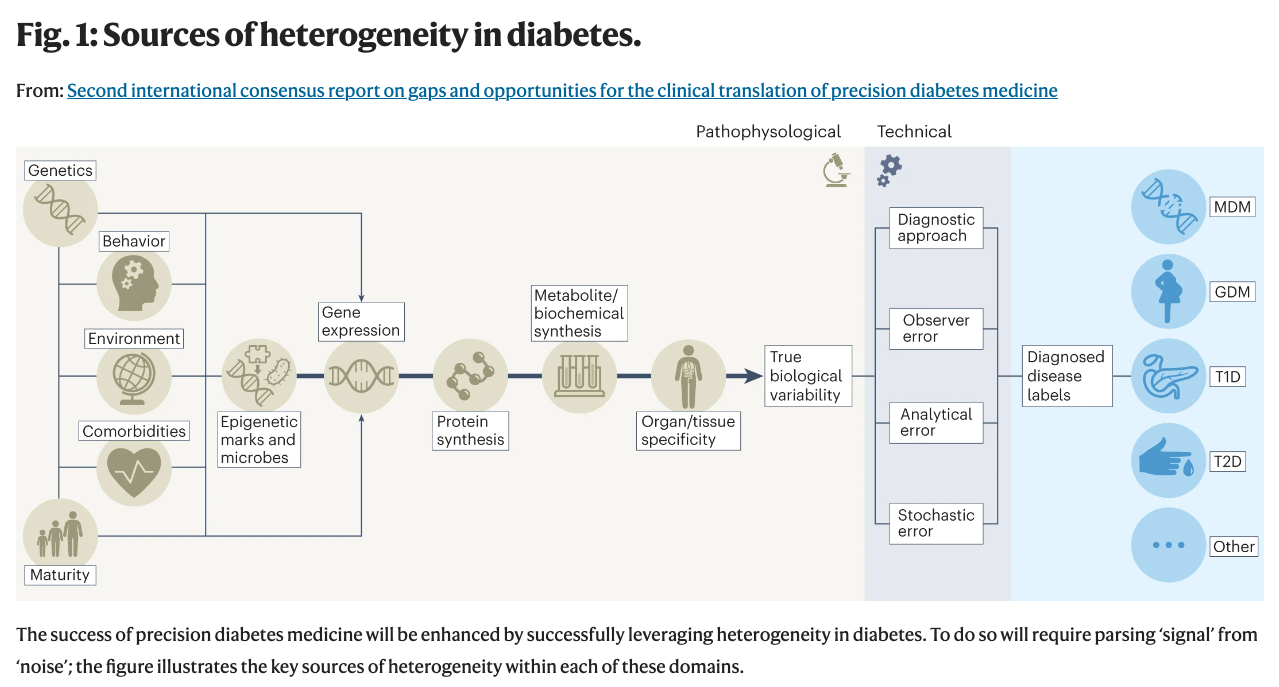 Fig. 1: Sources of heterogeneity in diabetes.
From: Second international consensus report on gaps and opportunities for the clinical translation of precision diabetes medicine
Pathophysological
Technical
Genetics
Behavior
Environment
Comorbidities
Maturity
Epigenetic
marks and
microbes
Gene
expression
Protein
synthesis
Metabolite/
biochemical
synthesis
Organ/tissue
specificity
True
biological
variability
Diagnostic
approach
Observer
error
Analytical
error
Stochastic
error
Diagnosed
disease
labels
MDM
GDM
T1D
T2D
Other
The success of precision diabetes medicine will be enhanced by successfully leveraging heterogeneity in diabetes. To do so will require parsing ‘signal’ from
‘noise’; the figure illustrates the key sources of heterogeneity within each of these domains.